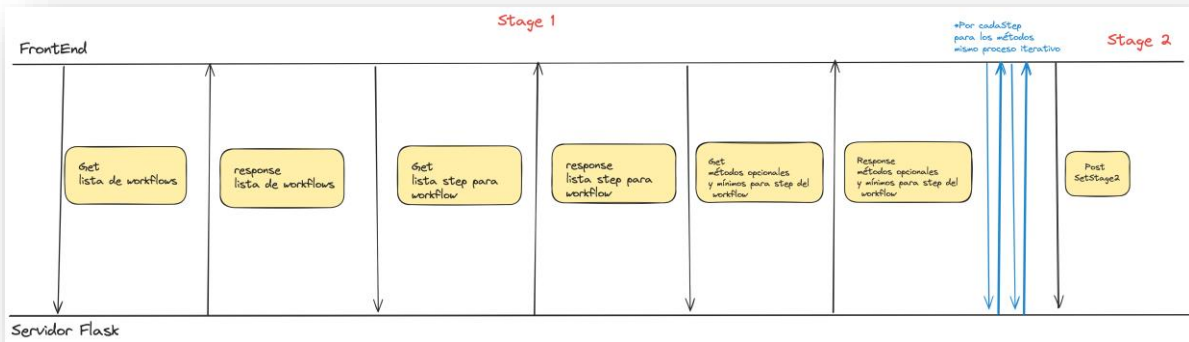 Stage 1
*Por cadaStep
para los métodos
mismo proceso iterativo
Stage 2
FrontEnd
Get
lista de workflows
response
lista de workflows
Get
lista step para
workflow
response
lista step para
workflow
Get
métodos opcionales
y mínimos para step del
workflow
Response
métodos opcionales
y mínimos para step del
workflow
Post
SetStage2
Servidor Flask